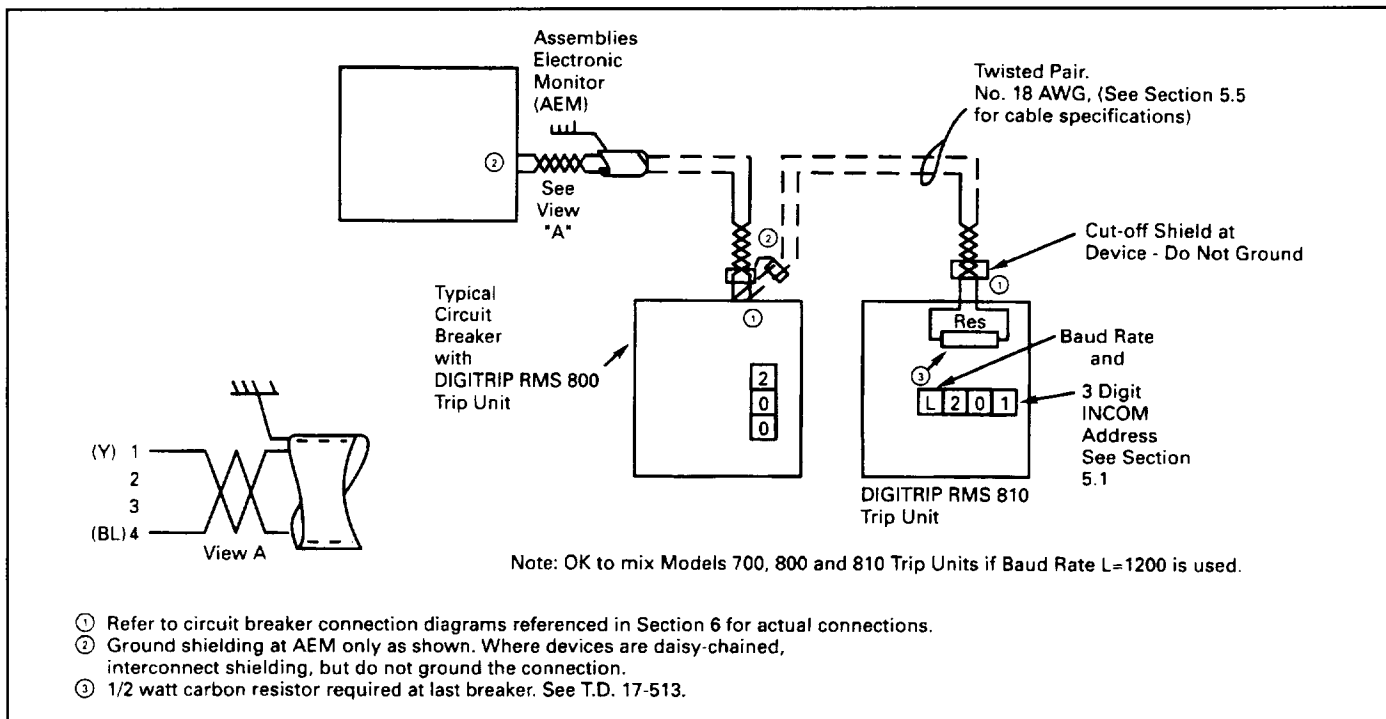 Assemblies
Electronic
Monitor
(AEM)
②
See
View
"A"
Twisted Pair.
No. 18 AWG, (See Section 5.5
for cable specifications)
②
Cut-off Shield at
Device - Do Not Ground
①
Typical
Circuit
Breaker
with
DIGITRIP RMS 800
Trip Unit
①
2
0
0
Res
③
L 2 0 1
Baud Rate
and
3 Digit
INCOM
Address
See Section
5.1
DIGITRIP RMS 810
Trip Unit
(Y) 1
2
3
(BL) 4
View A
Note: OK to mix Models 700, 800 and 810 Trip Units if Baud Rate L=1200 is used.
① Refer to circuit breaker connection diagrams referenced in Section 6 for actual connections.
② Ground shielding at AEM only as shown. Where devices are daisy-chained,
interconnect shielding, but do not ground the connection.
③ 1/2 watt carbon resistor required at last breaker. See T.D. 17-513.